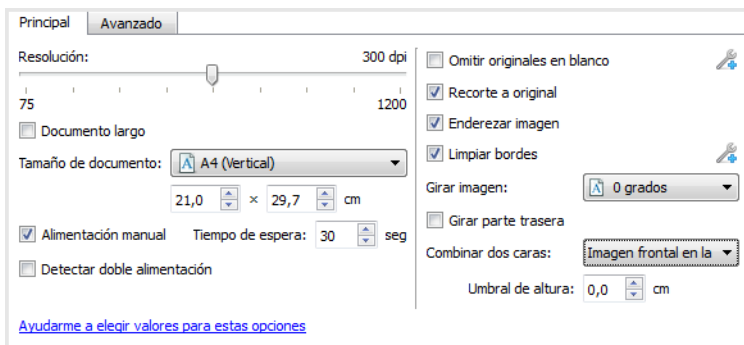 Principal Avanzado
Resolución: 300 dpi
75 1200
Documento largo
Tamaño de documento: A4 (Vertical)
21,0 × 29,7 cm
Alimentación manual Tiempo de espera: 30 seg
Detectar doble alimentación
Ayudarme a elegir valores para estas opciones
Omitir originales en blanco
Recorte a original
Enderezar imagen
Limpiar bordes
Girar imagen: 0 grados
Girar parte trasera
Combinar dos caras: Imagen frontal en la
Umbral de altura: 0,0 cm